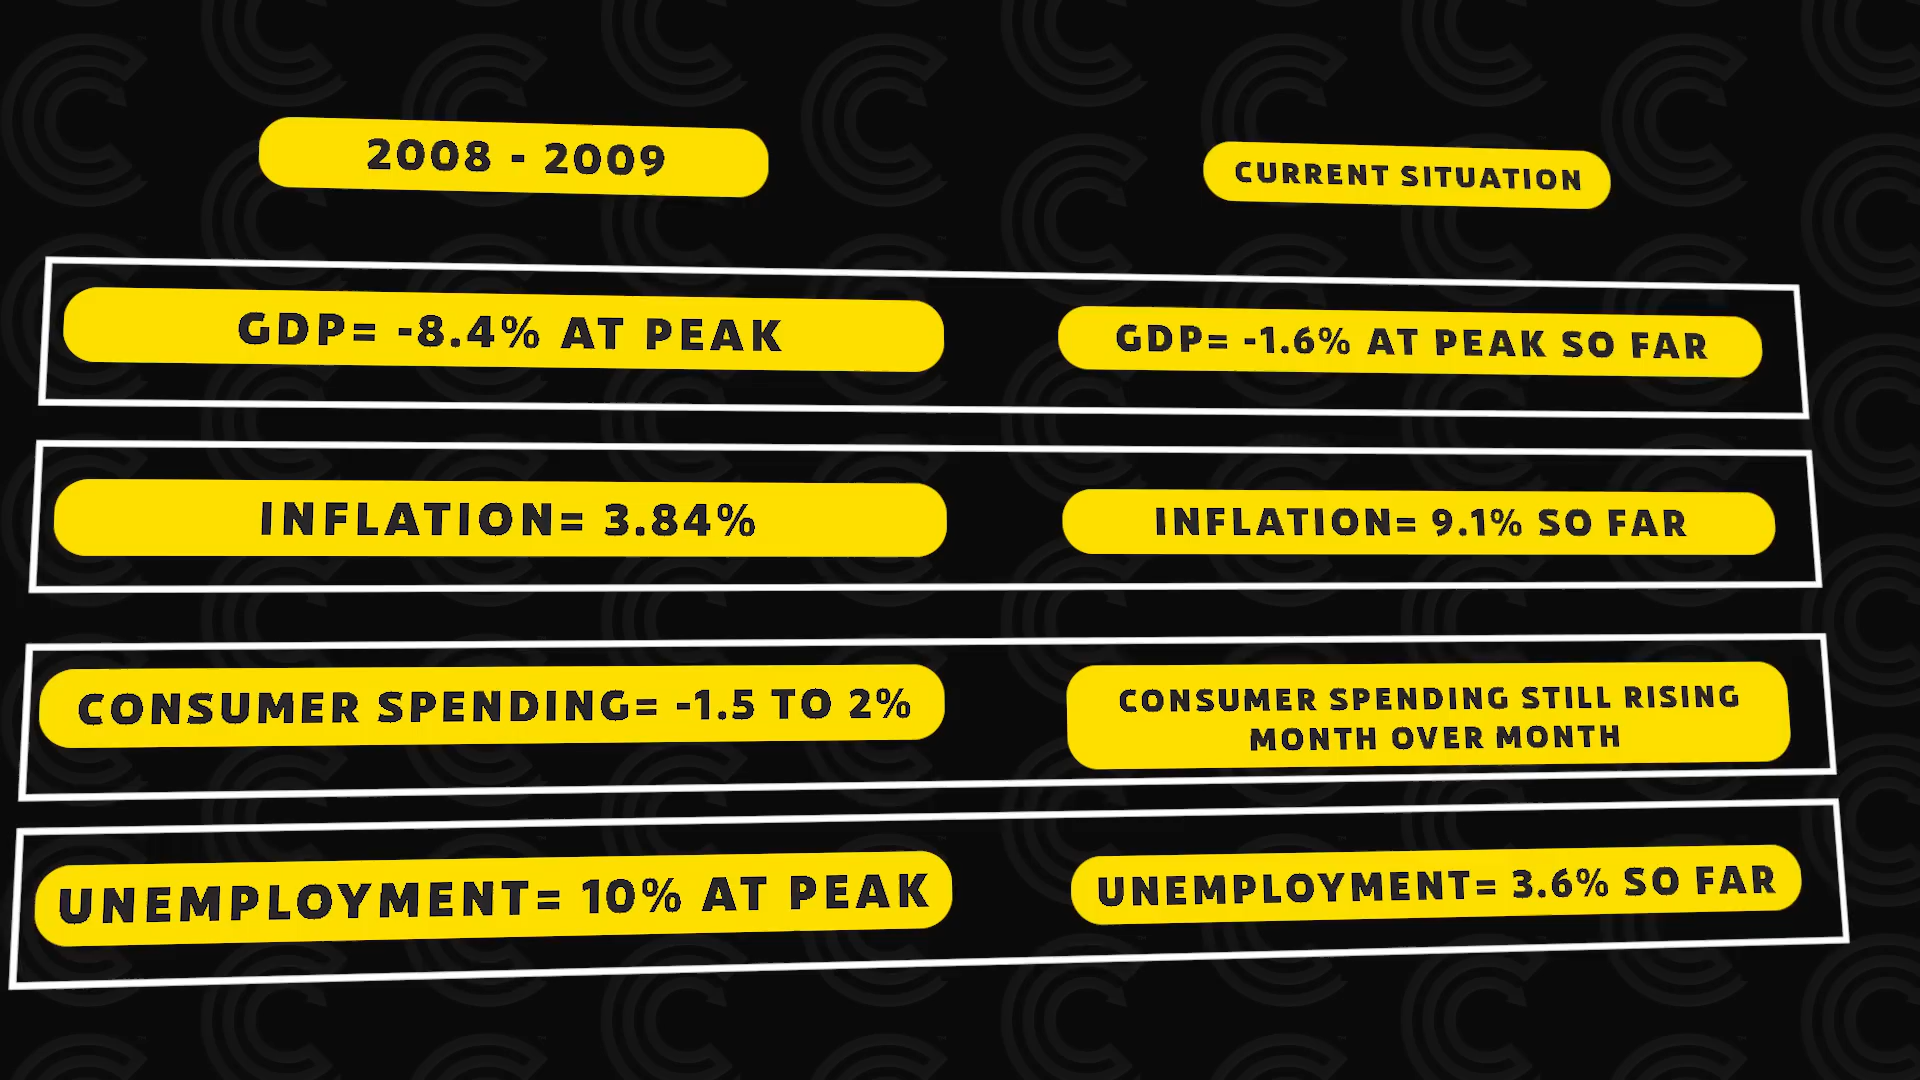 2008 - 2009
CURRENT SITUATION
GDP= -8.4% AT PEAK
GDP= -1.6% AT PEAK SO FAR
INFLATION= 3.84%
INFLATION= 9.1% SO FAR
CONSUMER SPENDING= -1.5 TO 2%
CONSUMER SPENDING STILL RISING
MONTH OVER MONTH
UNEMPLOYMENT= 10% AT PEAK
UNEMPLOYMENT= 3.6% SO FAR